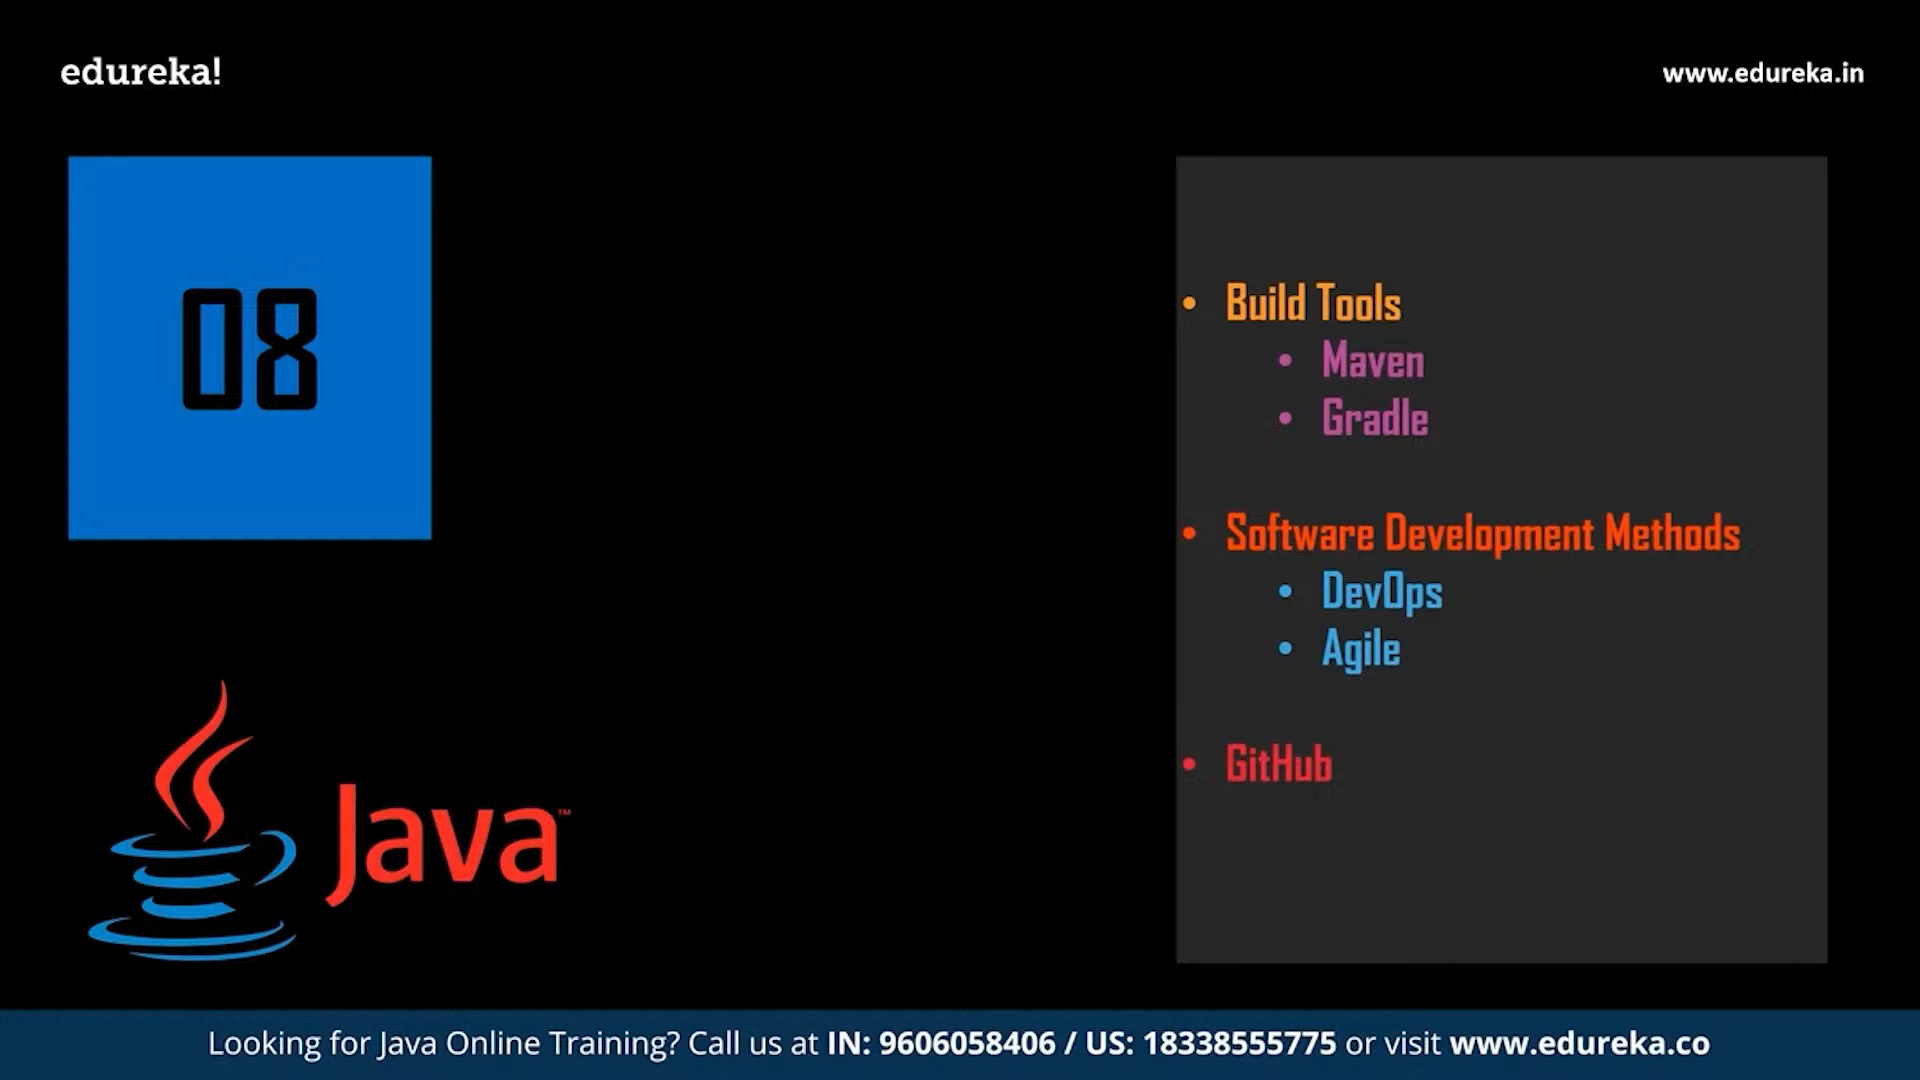 edureka!
www.edureka.in
08
• Build Tools
• Maven
• Gradle
• Software Development Methods
• DevOps
• Agile
• GitHub
Java™
Looking for Java Online Training? Call us at IN: 9606058406 / US: 18338555775 or visit www.edureka.co